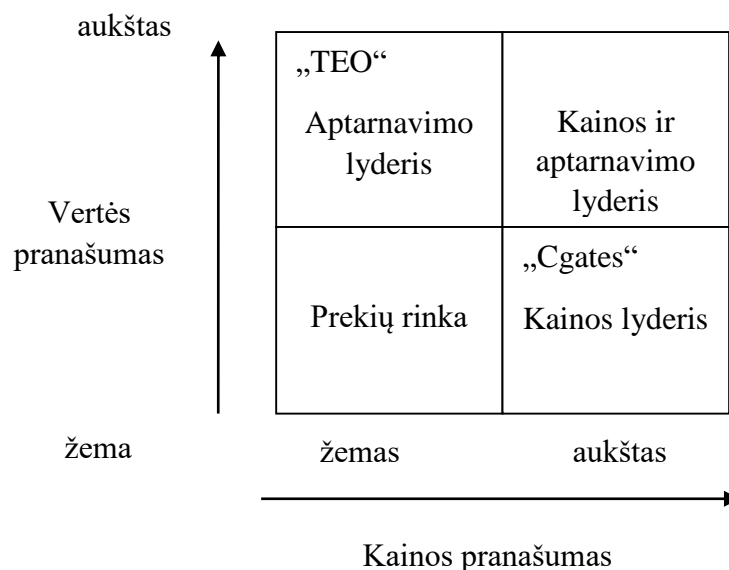 aukštas
„TEO“
Aptarnavimo
lyderis
Kainos ir
aptarnavimo
lyderis
Vertės
pranašumas
„Cgates“
Prekių rinka
Kainos lyderis
žema
žemas
aukštas
Kainos pranašumas